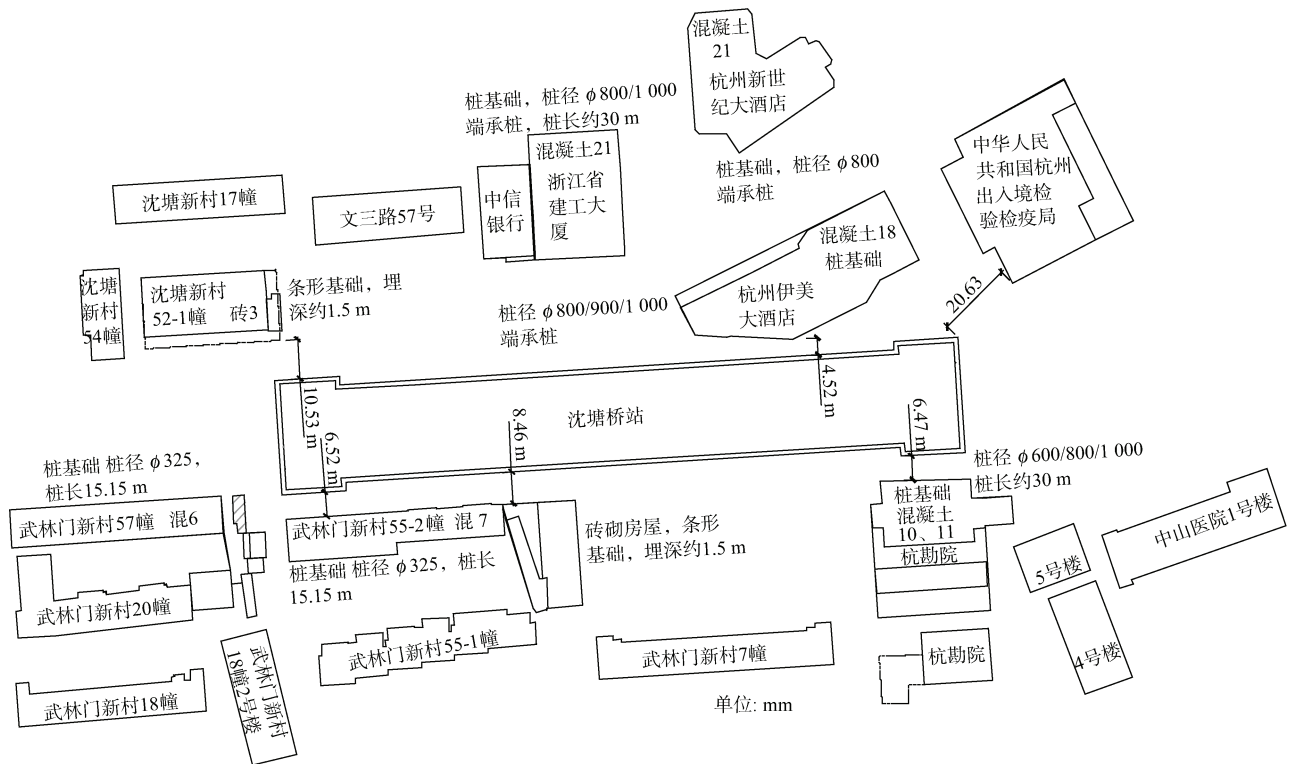 混凝土
21
杭州新世
纪大酒店
桩基础，桩径 ϕ800/1 000
端承桩，桩长约30 m
混凝土21
浙江省
建工大
厦
中信
银行
桩基础，桩径 ϕ800
端承桩
中华人民
共和国杭州
出入境检
验检疫局
沈塘新村17幢
文三路57号
混凝土18
桩基础
杭州伊美
大酒店
桩径 ϕ800/900/1 000
端承桩
20.63
沈塘
新村
54幢
沈塘新村
52-1幢 砖3
条形基础，埋
深约1.5 m
10.53 m
6.52 m
8.46 m
沈塘桥站
4.52 m
6.47 m
桩基础 桩径 ϕ325，
桩长15.15 m
武林门新村57幢 混6
武林门新村55-2幢 混 7
桩基础 桩径 ϕ325，桩长
15.15 m
砖砌房屋，条形
基础，埋深约1.5 m
桩径 ϕ600/800/1 000
桩长约30 m
桩基础
混凝土
10、11
杭勘院
中山医院1号楼
5号楼
4号楼
武林门新村20幢
武林门新村
18幢2号楼
武林门新村55-1幢
武林门新村7幢
杭勘院
武林门新村18幢
单位: mm